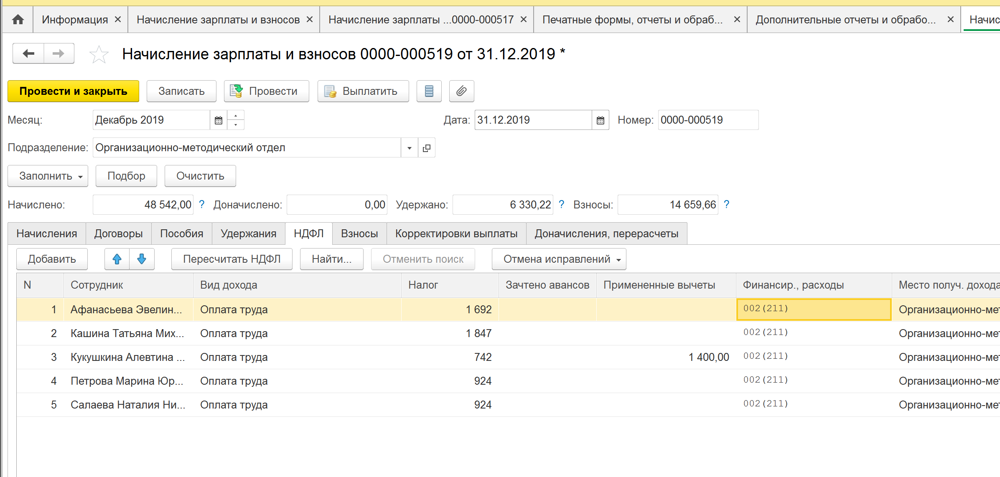 Информация × Начисление зарплаты и взносов × Начисление зарплаты ...0000-000517 × Печатные формы, отчеты и обраб... × Дополнительные отчеты и обрабо... × Начис
Начисление зарплаты и взносов 0000-000519 от 31.12.2019 *
Провести и закрыть Записать Провести Выплатить
Месяц: Декабрь 2019 Дата: 31.12.2019 Номер: 0000-000519
Подразделение: Организационно-методический отдел
Заполнить Подбор Очистить
Начислено: 48 542,00 ? Доначислено: 0,00 Удержано: 6 330,22 ? Взносы: 14 659,66 ?
Начисления Договоры Пособия Удержания НДФЛ Взносы Корректировки выплаты Доначисления, перерасчеты
Добавить Пересчитать НДФЛ Найти... Отменить поиск Отмена исправлений
N Сотрудник Вид дохода Налог Зачтено авансов Примененные вычеты Финансир., расходы Место получ. дохода
1 Афанасьева Эвелин... Оплата труда 1 692 002(211) Организационно-мет
2 Кашина Татьяна Мих... Оплата труда 1 847 002(211) Организационно-мет
3 Кукушкина Алевтина ... Оплата труда 742 1 400,00 002(211) Организационно-мет
4 Петрова Марина Юр... Оплата труда 924 002(211) Организационно-мет
5 Салаева Наталия Ни... Оплата труда 924 002(211) Организационно-мет